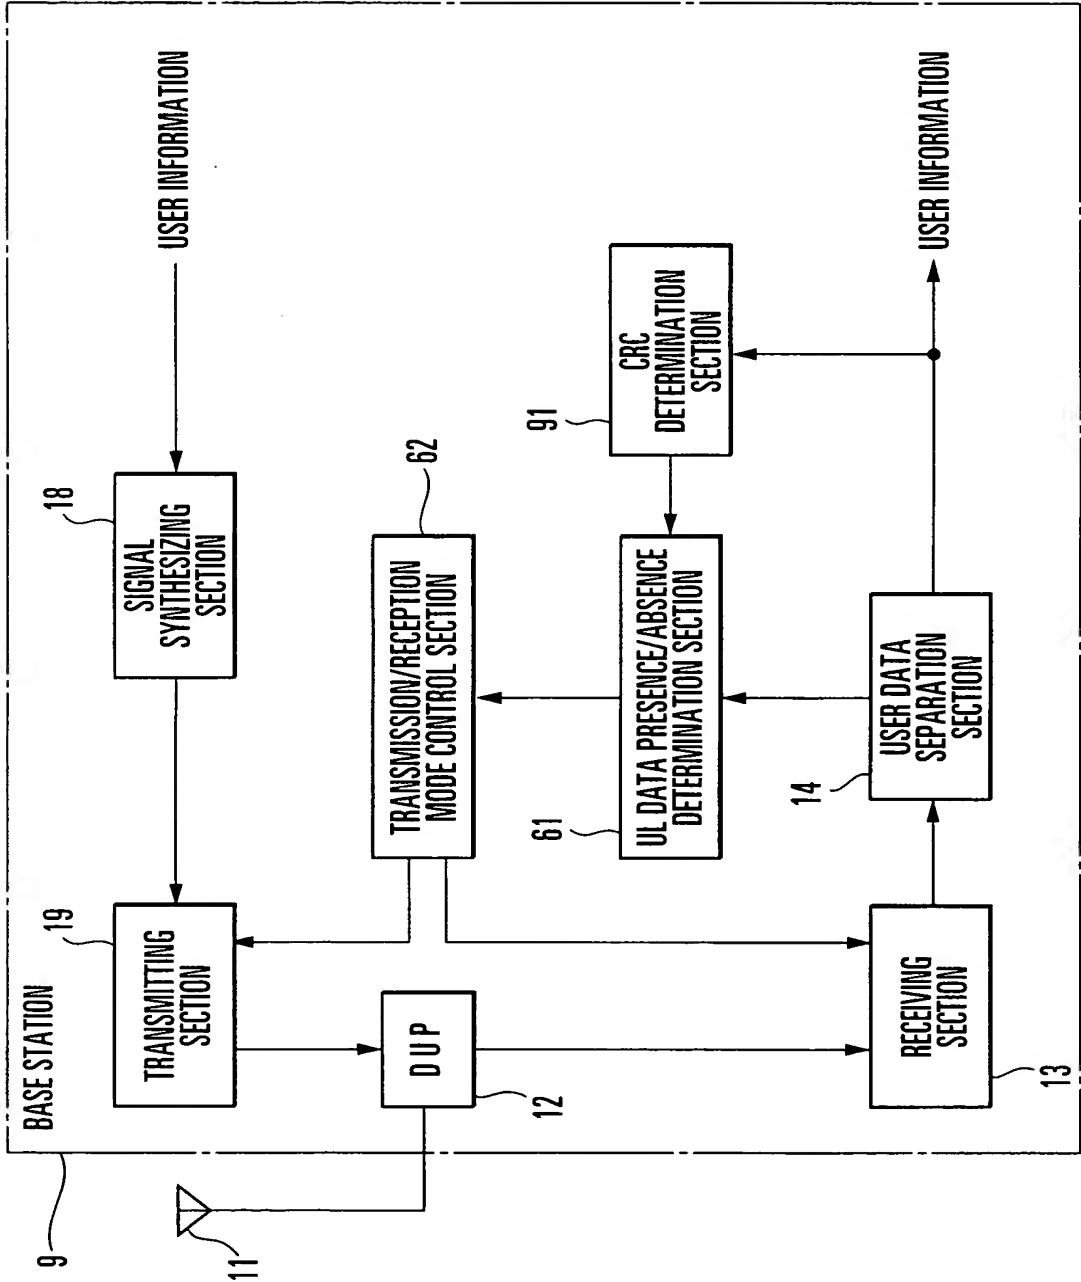 9
BASE STATION
11
19
TRANSMITTING
SECTION
18
SIGNAL
SYNTHESIZING
SECTION
USER INFORMATION
DUP
12
62
TRANSMISSION/RECEPTION
MODE CONTROL SECTION
61
UL DATA PRESENCE/ABSENCE
DETERMINATION SECTION
91
CRC
DETERMINATION
SECTION
RECEIVING
SECTION
13
14
USER DATA
SEPARATION
SECTION
USER INFORMATION